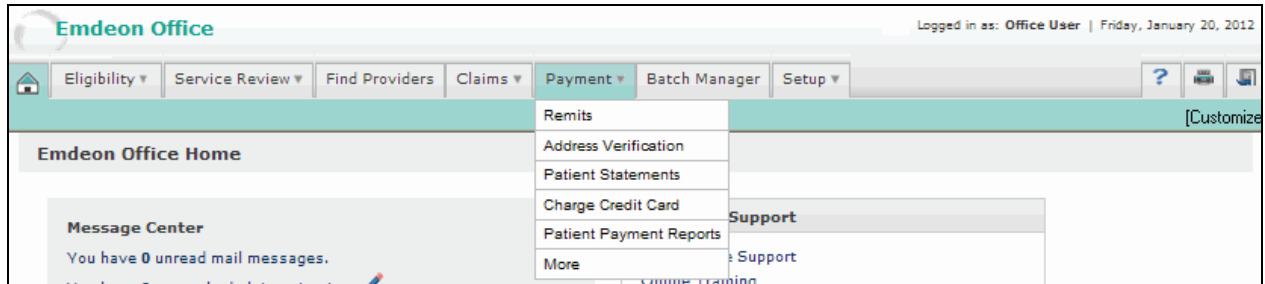 Emdeon Office
Logged in as: Office User | Friday, January 20, 2012
Eligibility Service Review Find Providers Claims Payment Batch Manager Setup ?
[Customize
Remits
Address Verification
Patient Statements
Charge Credit Card
Patient Payment Reports
More
Emdeon Office Home
Message Center
You have 0 unread mail messages.
Support
Support
Online Training